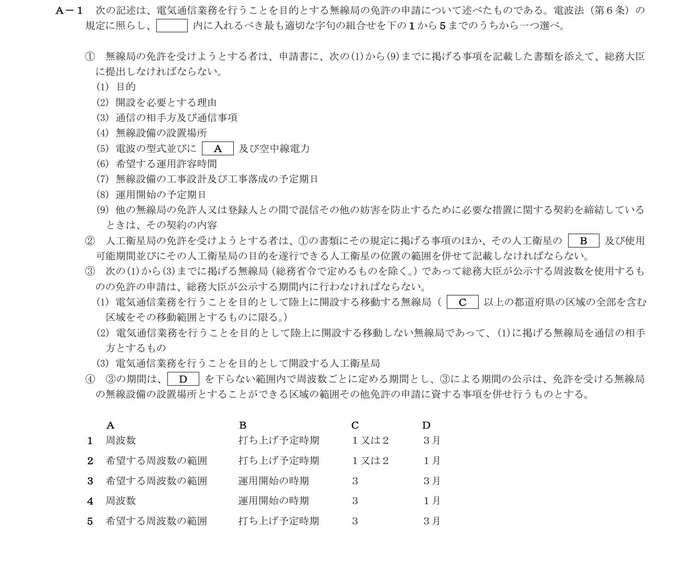 A－1 次の記述は、電気通信業務を行うことを目的とする無線局の免許の申請について述べたものである。電波法（第6条）の
規定に照らし、 内に入れるべき最も適切な字句の組合せを下の1から5までのうちから一つ選べ。
① 無線局の免許を受けようとする者は、申請書に、次の(1)から(9)までに掲げる事項を記載した書類を添えて、総務大臣
に提出しなければならない。
(1) 目的
(2) 開設を必要とする理由
(3) 通信の相手方及び通信事項
(4) 無線設備の設置場所
(5) 電波の型式並びに A 及び空中線電力
(6) 希望する運用許容時間
(7) 無線設備の工事設計及び工事落成の予定期日
(8) 運用開始の予定期日
(9) 他の無線局の免許人又は登録人との間で混信その他の妨害を防止するために必要な措置に関する契約を締結している
ときは、その契約の内容
② 人工衛星局の免許を受けようとする者は、①の書類にその規定に掲げる事項のほか、その人工衛星の B 及び使用
可能期間並びにその人工衛星局の目的を遂行できる人工衛星の位置の範囲を併せて記載しなければならない。
③ 次の(1)から(3)までに掲げる無線局（総務省令で定めるものを除く。）であって総務大臣が公示する周波数を使用するも
のの免許の申請は、総務大臣が公示する期間内に行わなければならない。
(1) 電気通信業務を行うことを目的として陸上に開設する移動する無線局（ C 以上の都道府県の区域の全部を含む
区域をその移動範囲とするものに限る。）
(2) 電気通信業務を行うことを目的として陸上に開設する移動しない無線局であって、(1)に掲げる無線局を通信の相手
方とするもの
(3) 電気通信業務を行うことを目的として開設する人工衛星局
④ ③の期間は、 D を下らない範囲内で周波数ごとに定める期間とし、③による期間の公示は、免許を受ける無線局
の無線設備の設置場所とすることができる区域の範囲その他免許の申請に資する事項を併せ行うものとする。
A B C D
1 周波数 打ち上げ予定時期 1又は2 3月
2 希望する周波数の範囲 打ち上げ予定時期 1又は2 1月
3 希望する周波数の範囲 運用開始の時期 3 3月
4 周波数 運用開始の時期 3 1月
5 希望する周波数の範囲 打ち上げ予定時期 3 3月